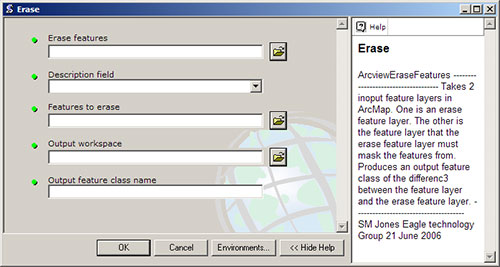 Erase
Erase features
Description field
Features to erase
Output workspace
Output feature class name
OK
Cancel
Environments...
<< Hide Help
Help
Erase
ArcviewEraseFeatures --------
---------------------------- Takes 2
inoput feature layers in
ArcMap. One is an erase
feature layer. The other is
the feature layer that the
erase feature layer must
mask the features from.
Produces an output feature
class of the differenc3
between the feature layer
and the erase feature layer. -
-------------------------------------
SM Jones Eagle technology
Group 21 June 2006